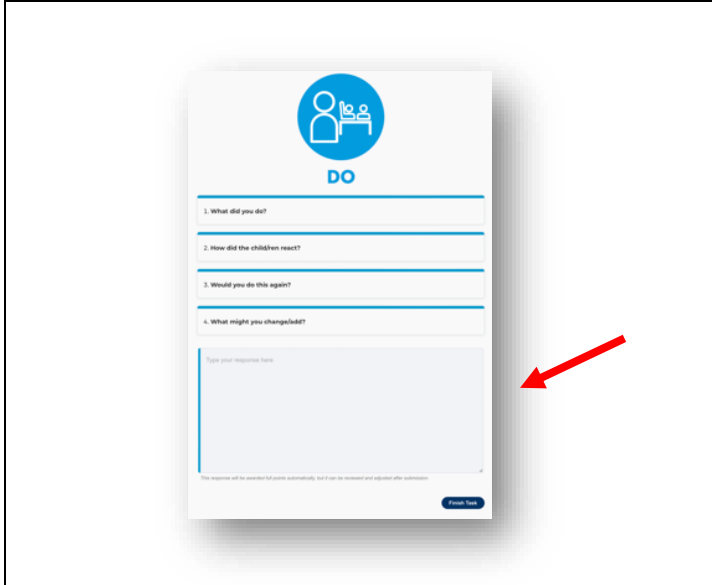 DO
1. What did you do?
2. How did the child/ren react?
3. Would you do this again?
4. What might you change/add?
Type your response here
This response will be awarded full points automatically, but it can be reviewed and adjusted after submission.
Finish Task